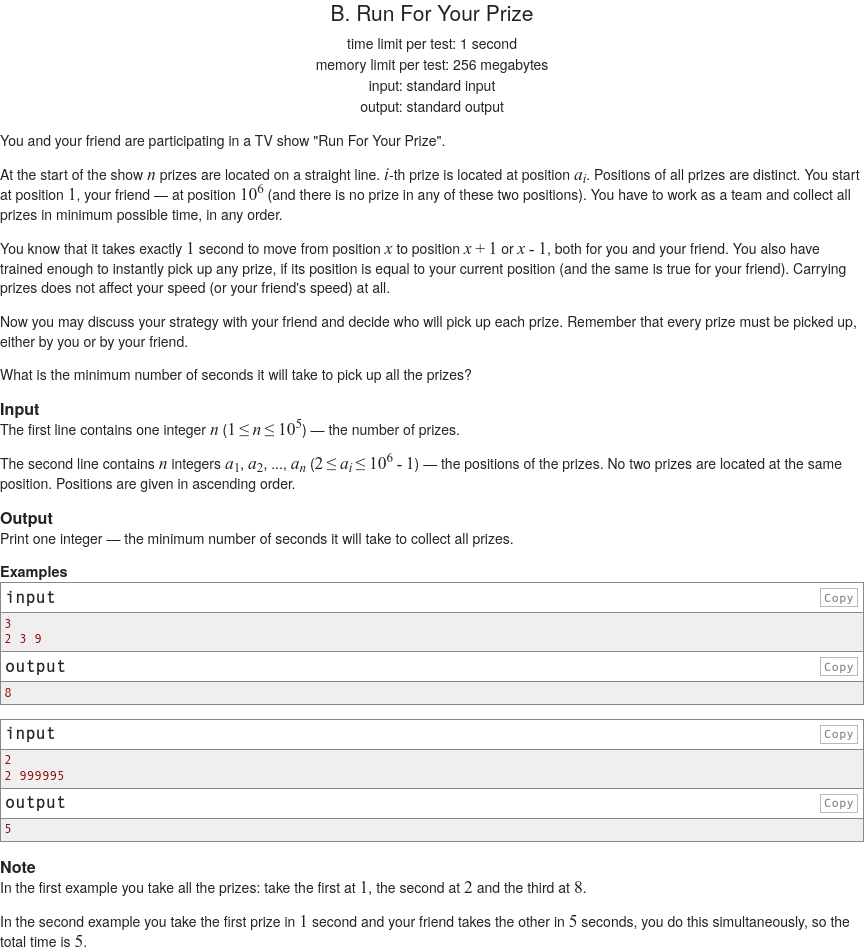 B. Run For Your Prize
time limit per test: 1 second
memory limit per test: 256 megabytes
input: standard input
output: standard output
You and your friend are participating in a TV show "Run For Your Prize".
At the start of the show n prizes are located on a straight line. i-th prize is located at position aᵢ. Positions of all prizes are distinct. You start
at position 1, your friend — at position 10⁶ (and there is no prize in any of these two positions). You have to work as a team and collect all
prizes in minimum possible time, in any order.
You know that it takes exactly 1 second to move from position x to position x + 1 or x - 1, both for you and your friend. You also have
trained enough to instantly pick up any prize, if its position is equal to your current position (and the same is true for your friend). Carrying
prizes does not affect your speed (or your friend's speed) at all.
Now you may discuss your strategy with your friend and decide who will pick up each prize. Remember that every prize must be picked up,
either by you or by your friend.
What is the minimum number of seconds it will take to pick up all the prizes?
Input
The first line contains one integer n (1 ≤ n ≤ 10⁵) — the number of prizes.
The second line contains n integers a₁, a₂, ..., aₙ (2 ≤ aᵢ ≤ 10⁶ - 1) — the positions of the prizes. No two prizes are located at the same
position. Positions are given in ascending order.
Output
Print one integer — the minimum number of seconds it will take to collect all prizes.
Examples
input Copy
3
2 3 9
output Copy
8
input Copy
2
2 999995
output Copy
5
Note
In the first example you take all the prizes: take the first at 1, the second at 2 and the third at 8.
In the second example you take the first prize in 1 second and your friend takes the other in 5 seconds, you do this simultaneously, so the
total time is 5.